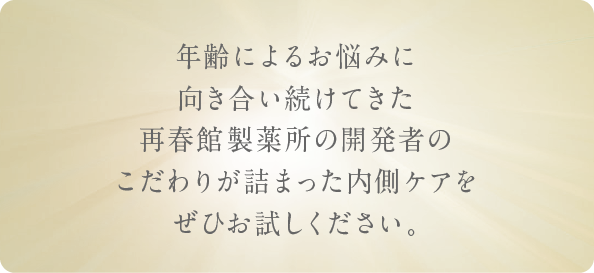 年齢によるお悩みに
向き合い続けてきた
再春館製薬所の開発者の
こだわりが詰まった内側ケアを
ぜひお試しください。